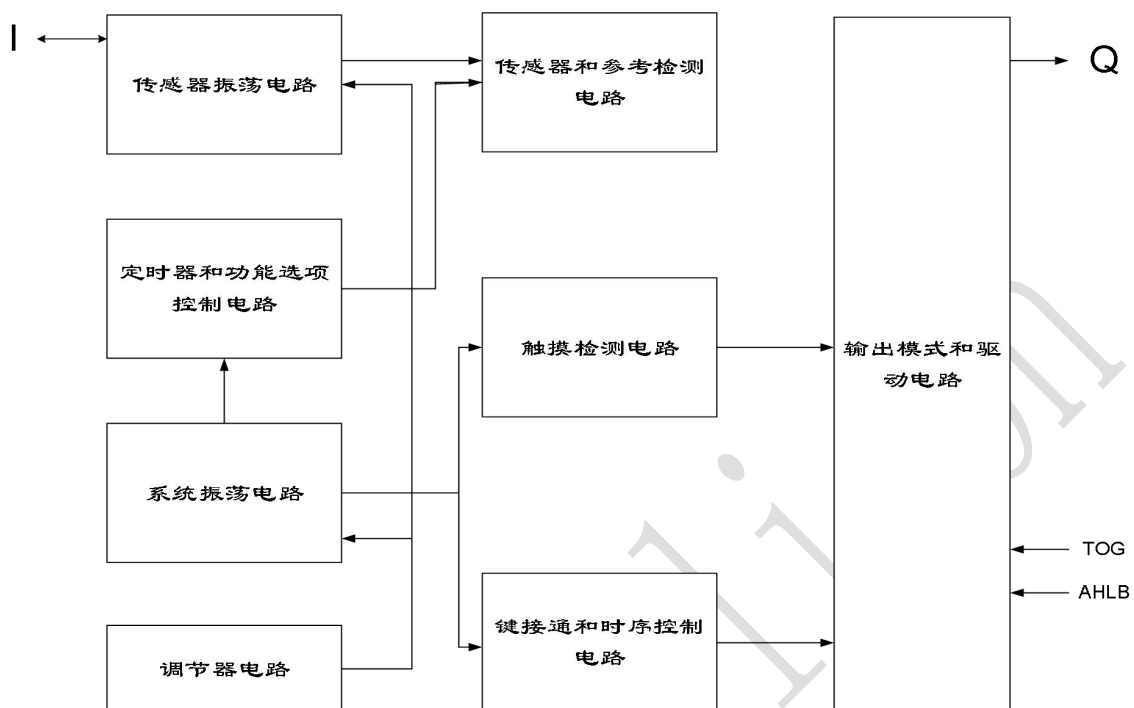 I
传感器振荡电路
传感器和参考检测
电路
Q
定时器和功能选项
控制电路
触摸检测电路
输出模式和驱
动电路
系统振荡电路
TOG
AHLB
键接通和时序控制
电路
调节器电路